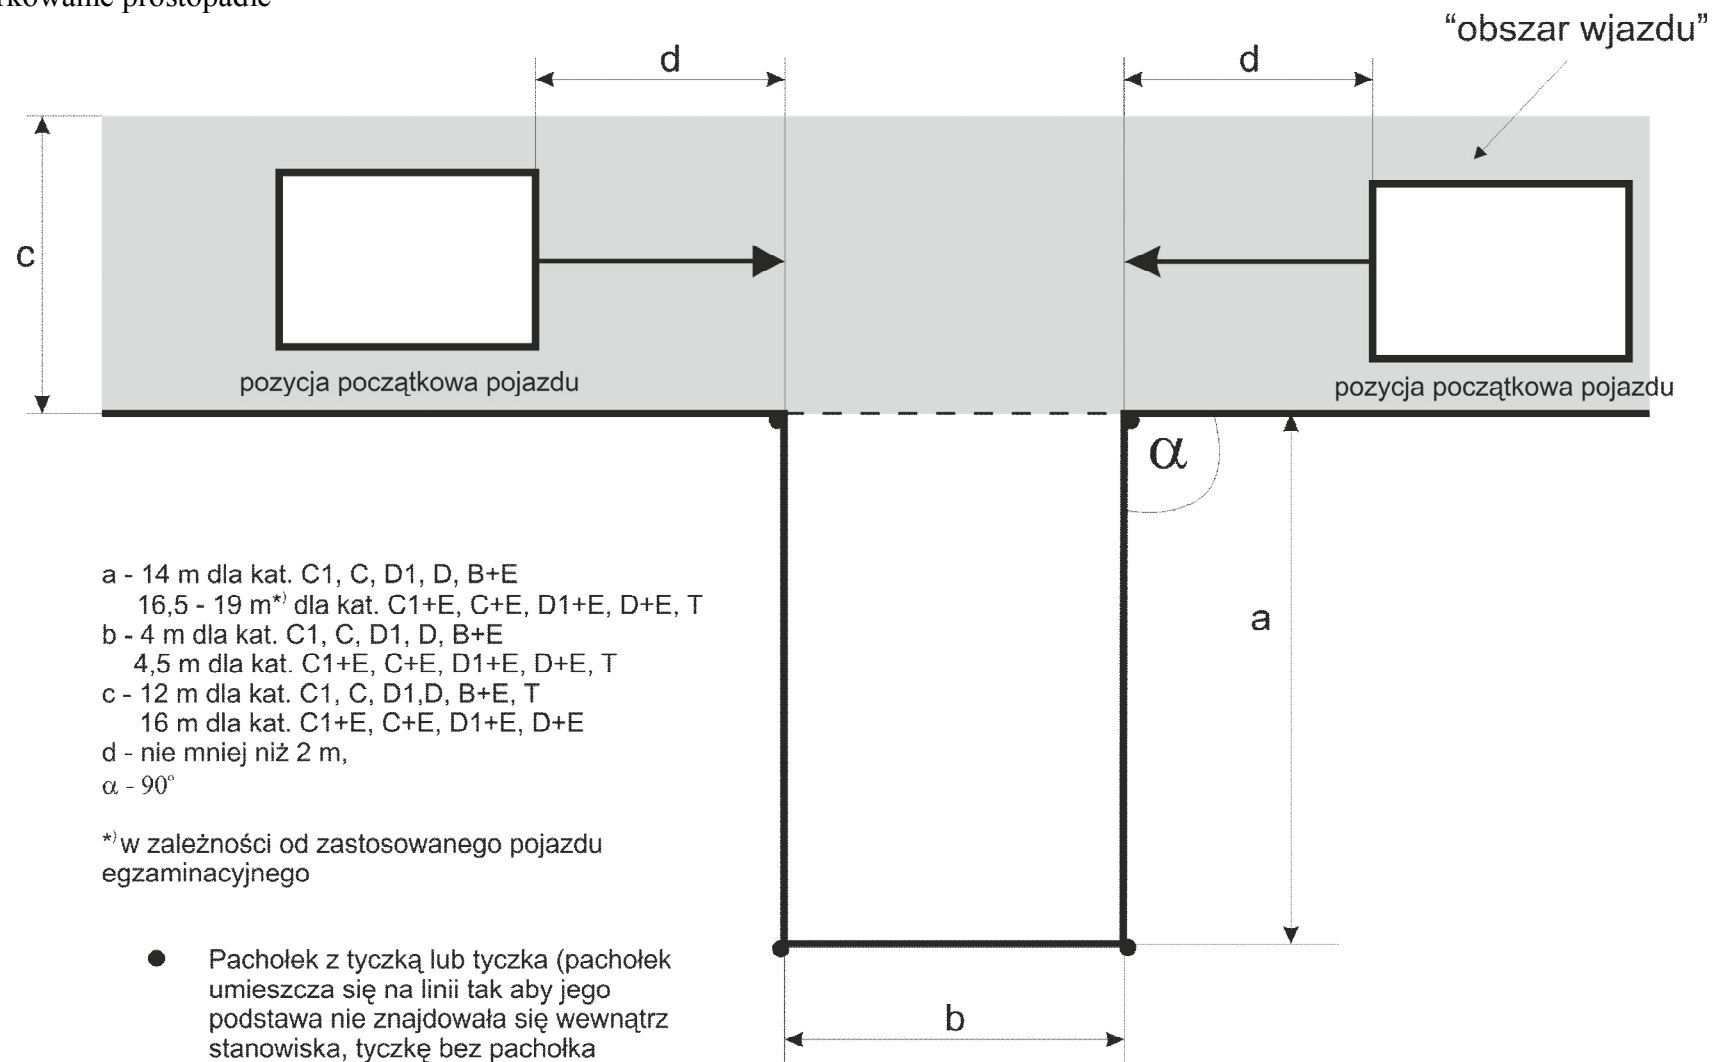 prostopadle
“obszar wjazdu”
d
d
c
pozycja początkowa pojazdu
pozycja początkowa pojazdu
α
a - 14 m dla kat. C1, C, D1, D, B+E
16,5 - 19 m*) dla kat. C1+E, C+E, D1+E, D+E, T
b - 4 m dla kat. C1, C, D1, D, B+E
4,5 m dla kat. C1+E, C+E, D1+E, D+E, T
c - 12 m dla kat. C1, C, D1,D, B+E, T
16 m dla kat. C1+E, C+E, D1+E, D+E
d - nie mniej niż 2 m,
α - 90°
a
*) w zależności od zastosowanego pojazdu
egzaminacyjnego
Pachołek z tyczką lub tyczka (pachołek
umieszcza się na linii tak aby jego
podstawa nie znajdowała się wewnątrz
stanowiska, tyczkę bez pachołka
b